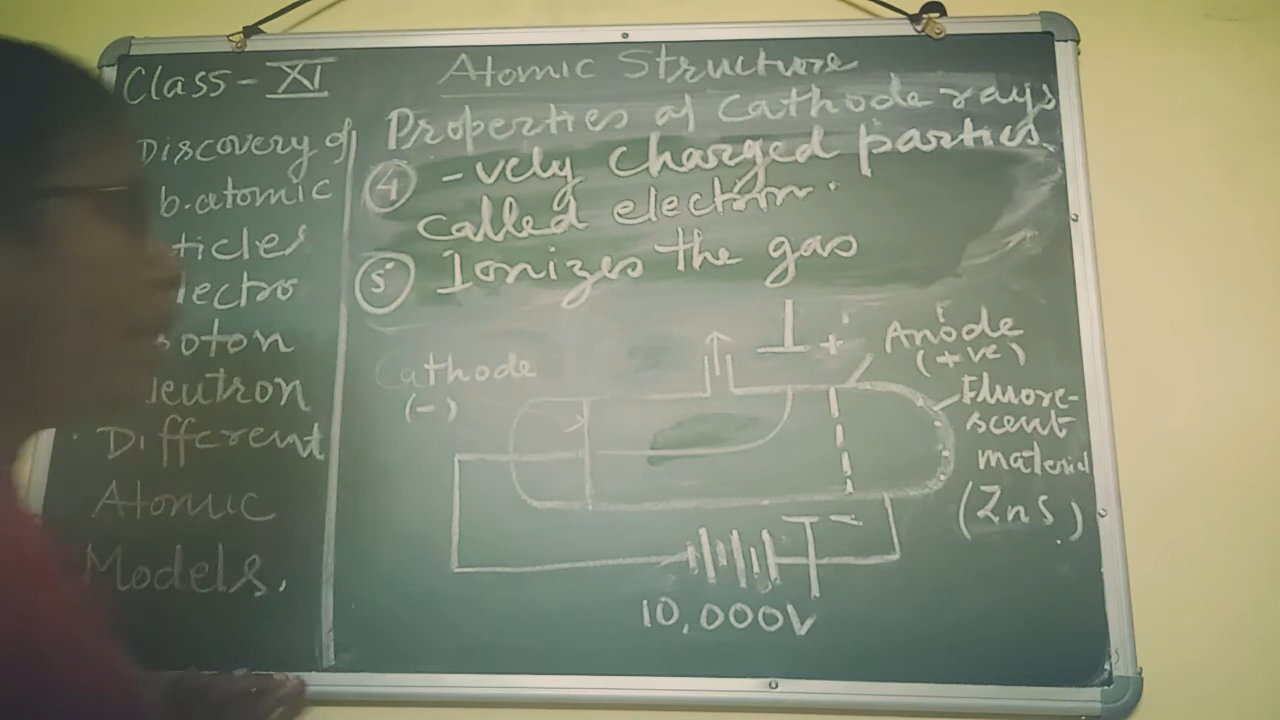 Class - XI
Discovery of
b.atomic
ticles
lectro
oton
eutron
Different
Atomic
Models.
Atomic Structure
Properties of Cathode rays
④ -vely charged parties.
called electron.
⑤ Ionizes the gas
Cathode
(-)
+
Anode
(+ve)
Fluore-
scent
material
(ZnS)
10,000V